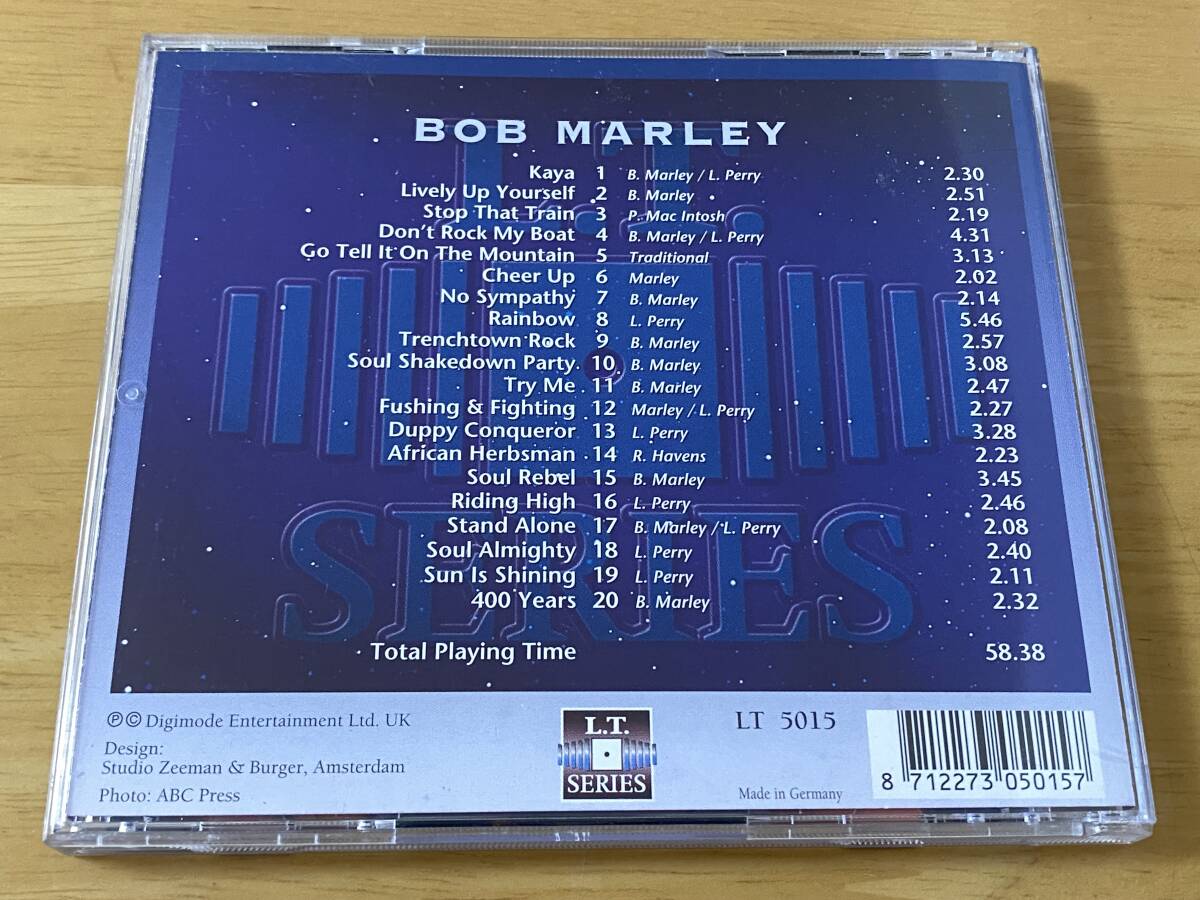 BOB MARLEY
Kaya 1 B. Marley / L. Perry 2.30
Lively Up Yourself 2 B. Marley 2.51
Stop That Train 3 P. Mac Intosh 2.19
Don't Rock My Boat 4 B. Marley / L. Perry 4.31
Go Tell It On The Mountain 5 Traditional 3.13
Cheer Up 6 Marley 2.02
No Sympathy 7 B. Marley 2.14
Rainbow 8 L. Perry 5.46
Trenchtown Rock 9 B. Marley 2.57
Soul Shakedown Party 10 B. Marley 3.08
Try Me 11 B. Marley 2.47
Fushing & Fighting 12 Marley / L. Perry 2.27
Duppy Conqueror 13 L. Perry 3.28
African Herbsman 14 R. Havens 2.23
Soul Rebel 15 B. Marley 3.45
Riding High 16 L. Perry 2.46
Stand Alone 17 B. Marley / L. Perry 2.08
Soul Almighty 18 L. Perry 2.40
Sun Is Shining 19 L. Perry 2.11
400 Years 20 B. Marley 2.32
Total Playing Time 58.38
L.T.
SERIES
℗© Digimode Entertainment Ltd. UK
Design:
Studio Zeeman & Burger, Amsterdam
Photo: ABC Press
L.T.
SERIES
LT 5015
Made in Germany
8 712273 050157